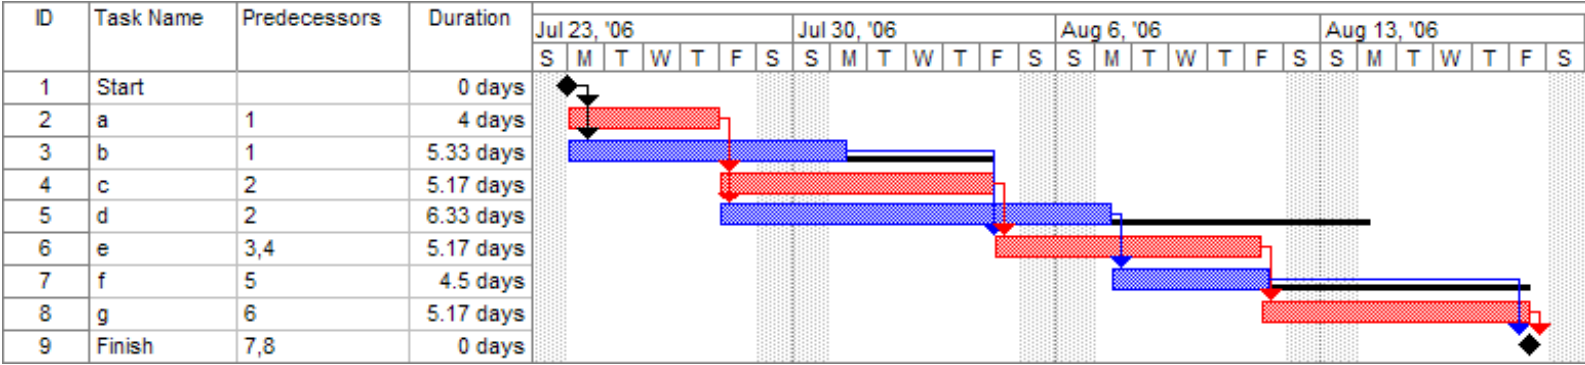 ID Task Name Predecessors Duration
Jul 23, '06 Jul 30, '06 Aug 6, '06 Aug 13, '06
S M T W T F S S M T W T F S S M T W T F S S M T W T F S
1 Start 0 days
2 a 1 4 days
3 b 1 5.33 days
4 c 2 5.17 days
5 d 2 6.33 days
6 e 3,4 5.17 days
7 f 5 4.5 days
8 g 6 5.17 days
9 Finish 7,8 0 days